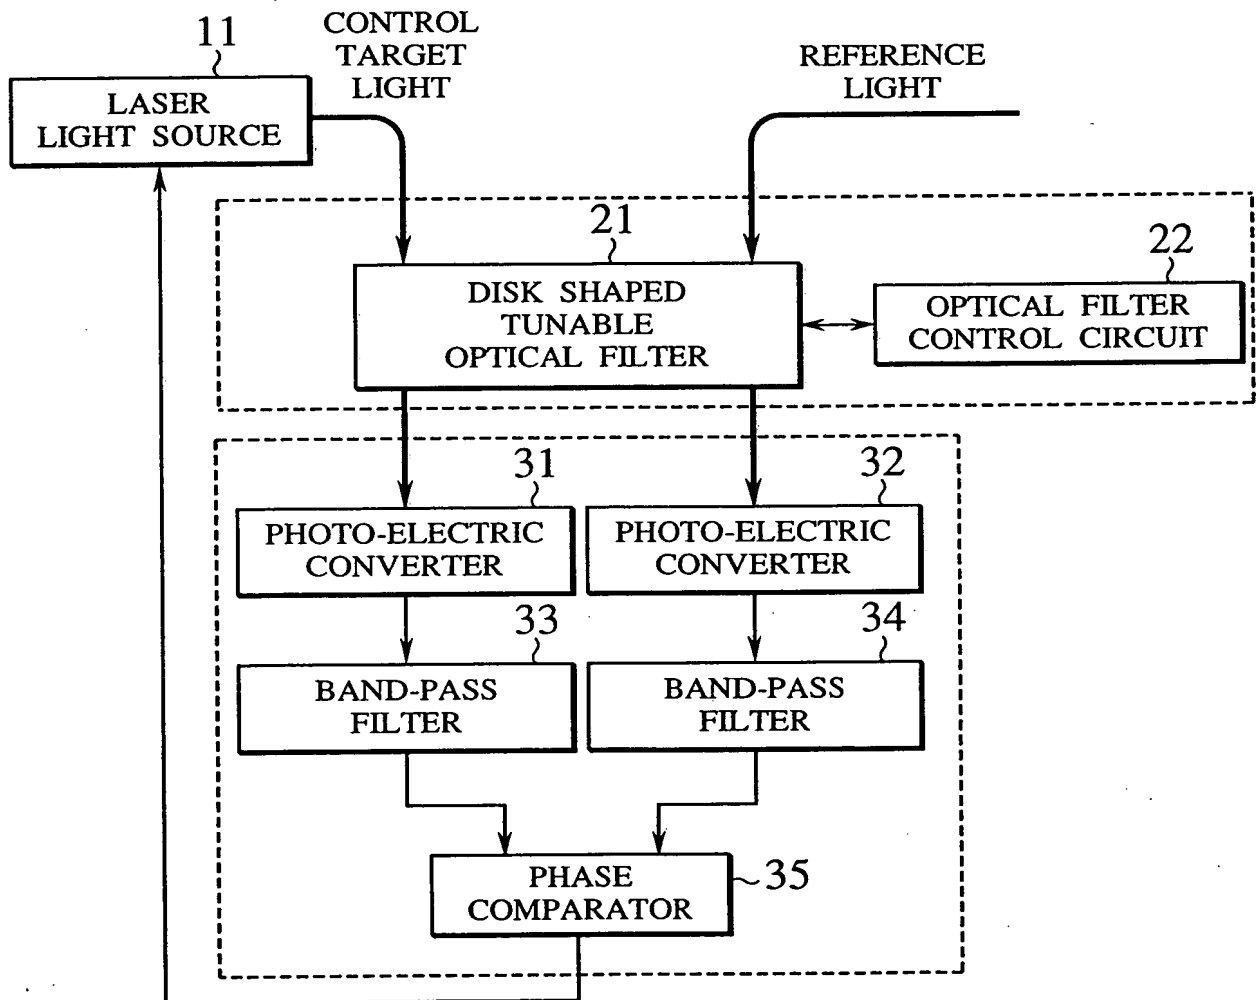 11
CONTROL
TARGET
LIGHT
REFERENCE
LIGHT
LASER
LIGHT SOURCE
21
22
DISK SHAPED
TUNABLE
OPTICAL FILTER
OPTICAL FILTER
CONTROL CIRCUIT
31
32
PHOTO-ELECTRIC
CONVERTER
PHOTO-ELECTRIC
CONVERTER
33
34
BAND-PASS
FILTER
BAND-PASS
FILTER
PHASE
COMPARATOR
35